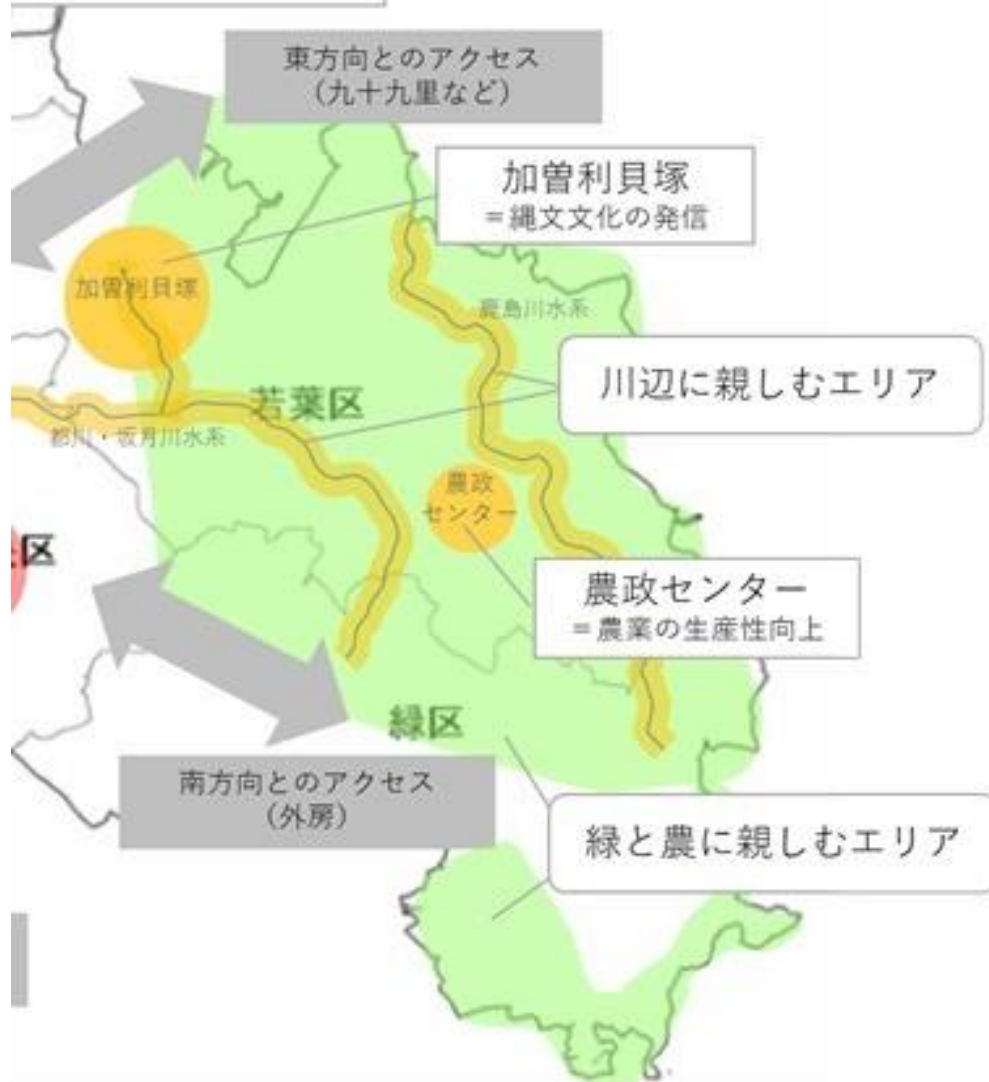 東方向とのアクセス
（九十九里など）
加曽利貝塚
＝縄文文化の発信
加曽利貝塚
鹿島川水系
川辺に親しむエリア
若葉区
都川・坂月川水系
農政
センター
区
農政センター
＝農業の生産性向上
緑区
南方向とのアクセス
（外房）
緑と農に親しむエリア